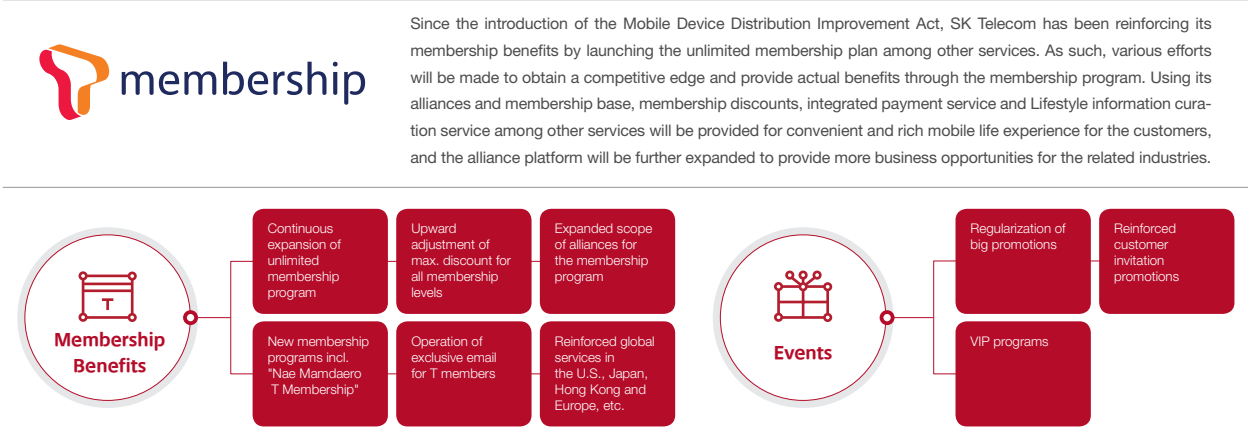 Since the introduction of the Mobile Device Distribution Improvement Act, SK Telecom has been reinforcing its
membership benefits by launching the unlimited membership plan among other services. As such, various efforts
will be made to obtain a competitive edge and provide actual benefits through the membership program. Using its
alliances and membership base, membership discounts, integrated payment service and Lifestyle information cura-
tion service among other services will be provided for convenient and rich mobile life experience for the customers,
and the alliance platform will be further expanded to provide more business opportunities for the related industries.
T membership
T
Membership
Benefits
Continuous
expansion of
unlimited
membership
program
Upward
adjustment of
max. discount for
all membership
levels
Expanded scope
of alliances for
the membership
program
New membership
programs incl.
"Nae Mamdaero
T Membership"
Operation of
exclusive email
for T members
Reinforced global
services in
the U.S., Japan,
Hong Kong and
Europe, etc.
Events
Regularization of
big promotions
Reinforced
customer
invitation
promotions
VIP programs